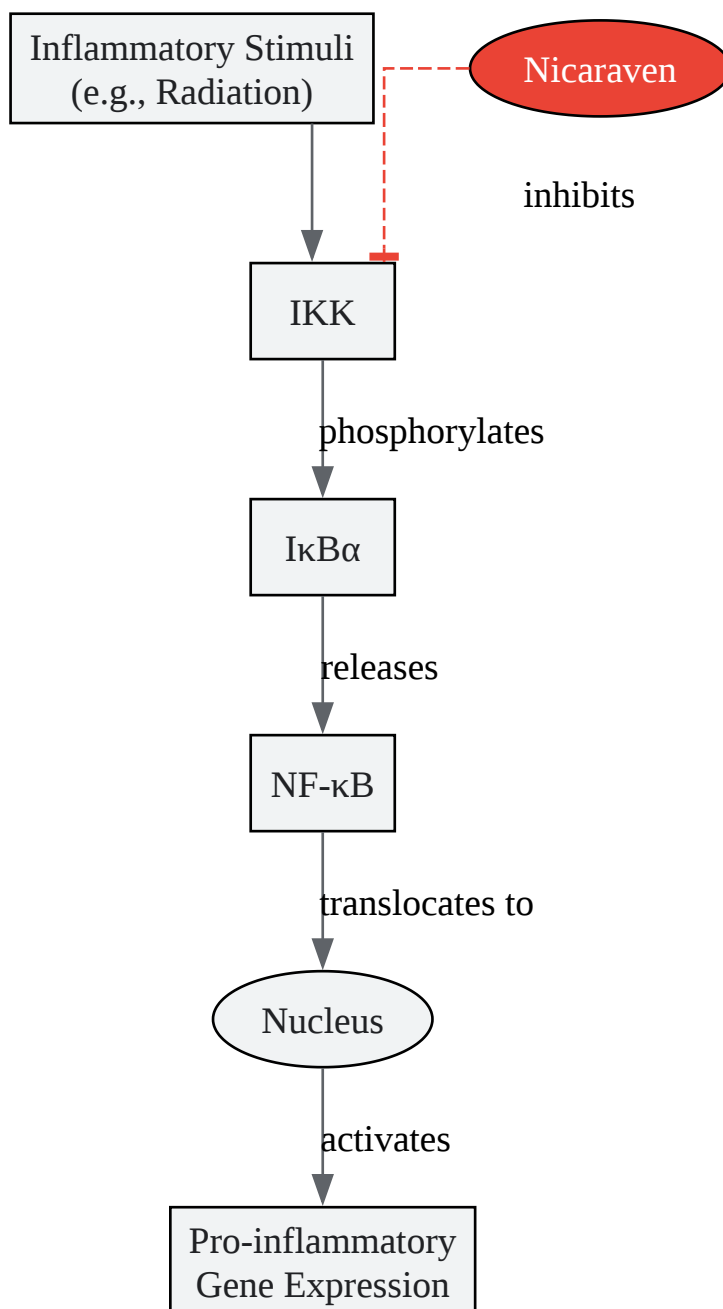 Inflammatory Stimuli
(e.g., Radiation)
Nicaraven
inhibits
IKK
phosphorylates
IκBα
releases
NF-κB
translocates to
Nucleus
activates
Pro-inflammatory
Gene Expression